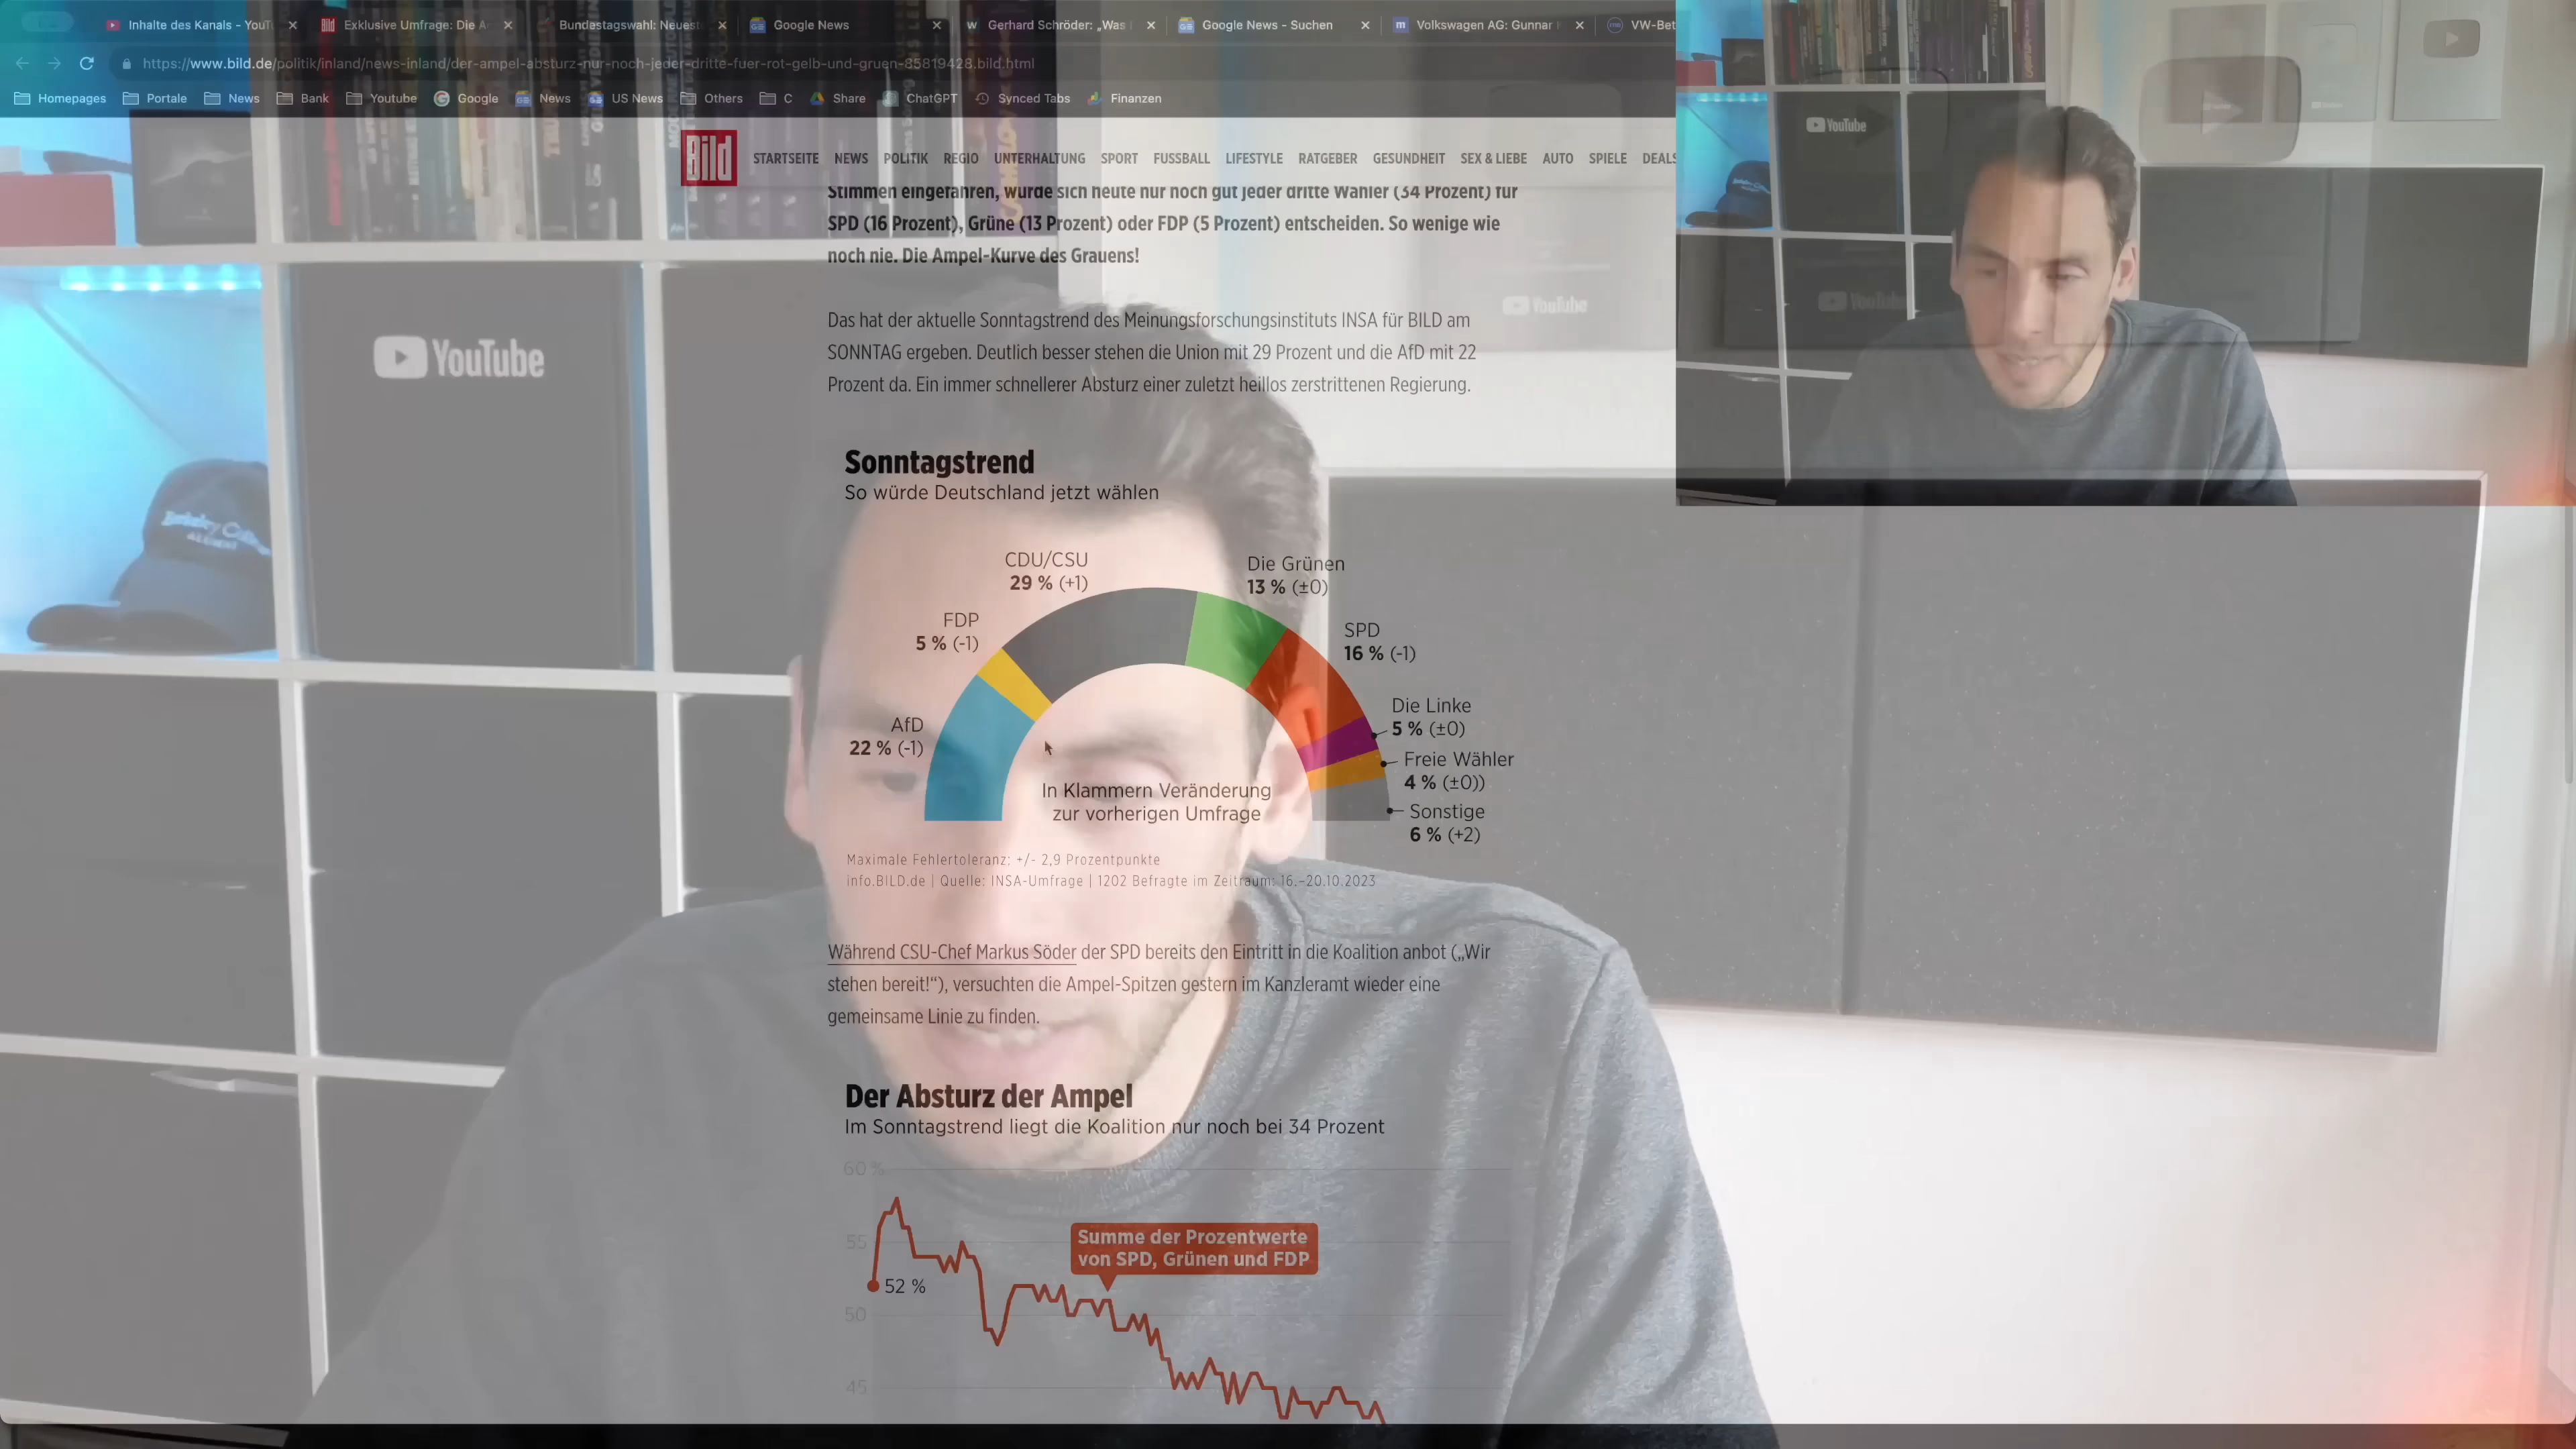 Inhalte des Kanals - YouT
Exklusive Umfrage: Die A
Bundestagswahl: Neuest
Google News
Gerhard Schröder: „Was
Google News - Suchen
Volkswagen AG: Gunnar
VW-Bet
https://www.bild.de/politik/inland/news-inland/der-ampel-absturz-nur-noch-jeder-dritte-fuer-rot-gelb-und-gruen-85819428.bild.html
Homepages Portale News Bank Youtube Google News US News Others C Share ChatGPT Synced Tabs Finanzen
Bild
STARTSEITE NEWS POLITIK REGIO UNTERHALTUNG SPORT FUSSBALL LIFESTYLE RATGEBER GESUNDHEIT SEX & LIEBE AUTO SPIELE DEALS
Stimmen eingefahren, würde sich heute nur noch gut jeder dritte Wähler (34 Prozent) für
SPD (16 Prozent), Grüne (13 Prozent) oder FDP (5 Prozent) entscheiden. So wenige wie
noch nie. Die Ampel-Kurve des Grauens!
Das hat der aktuelle Sonntagstrend des Meinungsforschungsinstituts INSA für BILD am
SONNTAG ergeben. Deutlich besser stehen die Union mit 29 Prozent und die AfD mit 22
Prozent da. Ein immer schnellerer Absturz einer zuletzt heillos zerstrittenen Regierung.
Sonntagstrend
So würde Deutschland jetzt wählen
CDU/CSU
29 % (+1)
Die Grünen
13 % (±0)
FDP
5 % (-1)
SPD
16 % (-1)
AfD
22 % (-1)
Die Linke
5 % (±0)
Freie Wähler
4 % (±0))
Sonstige
6 % (+2)
In Klammern Veränderung
zur vorherigen Umfrage
Maximale Fehlertoleranz: +/- 2,9 Prozentpunkte
info.BILD.de | Quelle: INSA-Umfrage | 1202 Befragte im Zeitraum: 16.–20.10.2023
Während CSU-Chef Markus Söder der SPD bereits den Eintritt in die Koalition anbot („Wir
stehen bereit!“), versuchten die Ampel-Spitzen gestern im Kanzleramt wieder eine
gemeinsame Linie zu finden.
Der Absturz der Ampel
Im Sonntagstrend liegt die Koalition nur noch bei 34 Prozent
60 %
55
Summe der Prozentwerte
von SPD, Grünen und FDP
52 %
50
45
YouTube
YouTube
YouTube
YouTube
Berkeley
ALUMNI